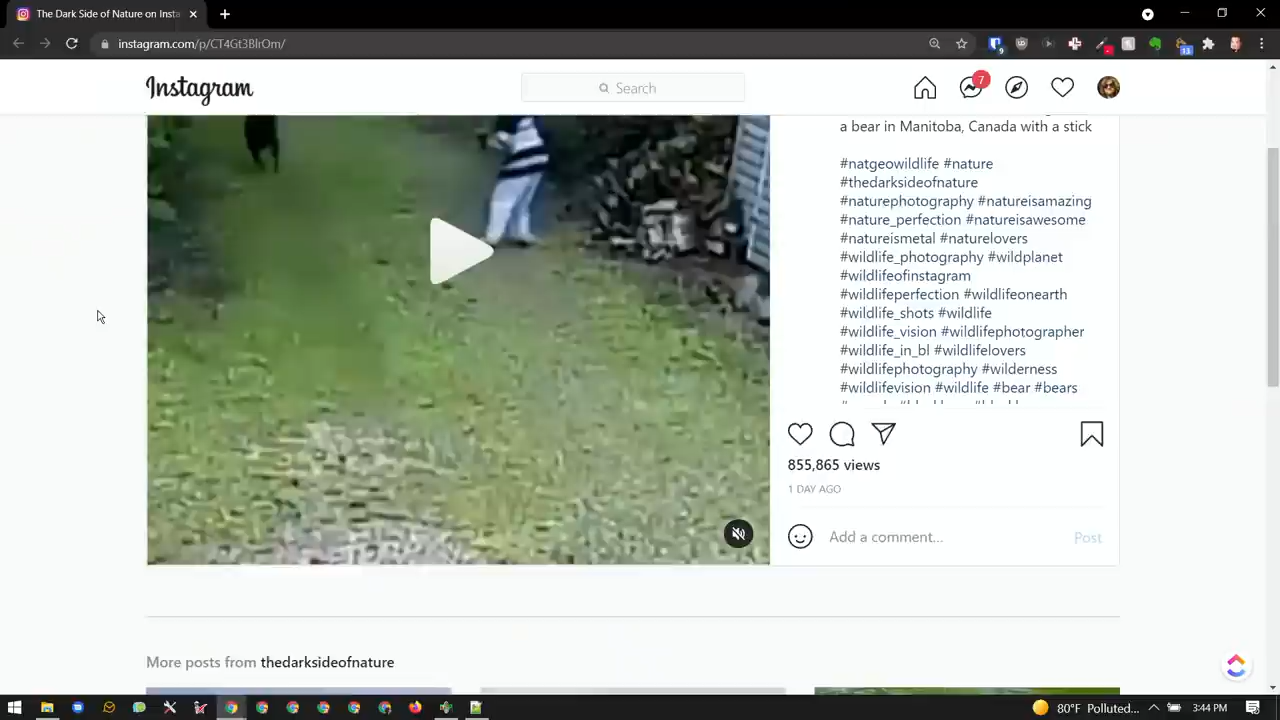 The Dark Side of Nature on Inst
instagram.com/p/CT4Gt3BlrOm/
9
13
Instagram
Search
7
a bear in Manitoba, Canada with a stick
#natgeowildlife #nature
#thedarksideofnature
#naturephotography #natureisamazing
#nature_perfection #natureisawesome
#natureismetal #naturelovers
#wildlife_photography #wildplanet
#wildlifeofinstagram
#wildlifeperfection #wildlifeonearth
#wildlife_shots #wildlife
#wildlife_vision #wildlifephotographer
#wildlife_in_bl #wildlifelovers
#wildlifephotography #wilderness
#wildlifevision #wildlife #bear #bears
855,865 views
1 DAY AGO
Add a comment...
Post
More posts from thedarksideofnature
80°F Polluted...
3:44 PM